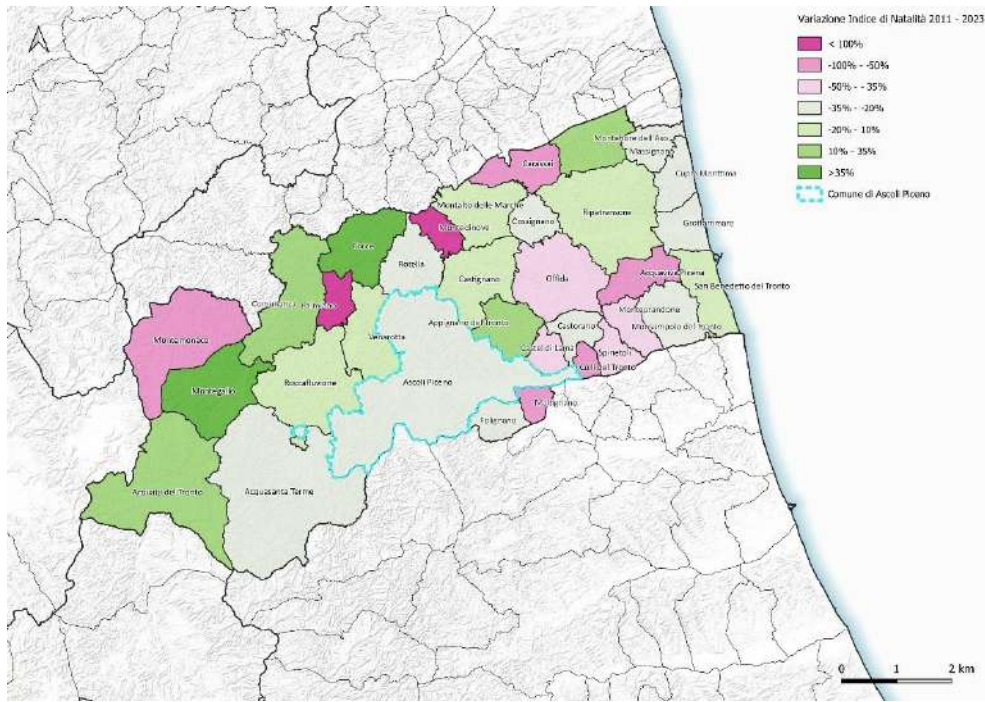 Variazione Indice di Natalità 2011 - 2023
< 100%
-100% - -50%
-50% - - 35%
-35% - -20%
-20% - 10%
10% - 35%
>35%
Comune di Ascoli Piceno
Montefiore dell'Aso
Massignano
Carassai
Cupra Marittima
Montalto delle Marche
Cossignano
Ripatransone
Grottammare
Montedinove
Force
Rotella
Castignano
Offida
Acquaviva Picena
San Benedetto del Tronto
Comunanza
Palmiano
Monteprandone
Appignano del Tronto
Castorano
Monsampolo del Tronto
Montemonaco
Venarotta
Castel di Lama
Spinetoli
Colli del Tronto
Ascoli Piceno
Roccafluvione
Montegallo
Maltignano
Folignano
Acquasanta Terme
Arquata del Tronto
0 1 2 km